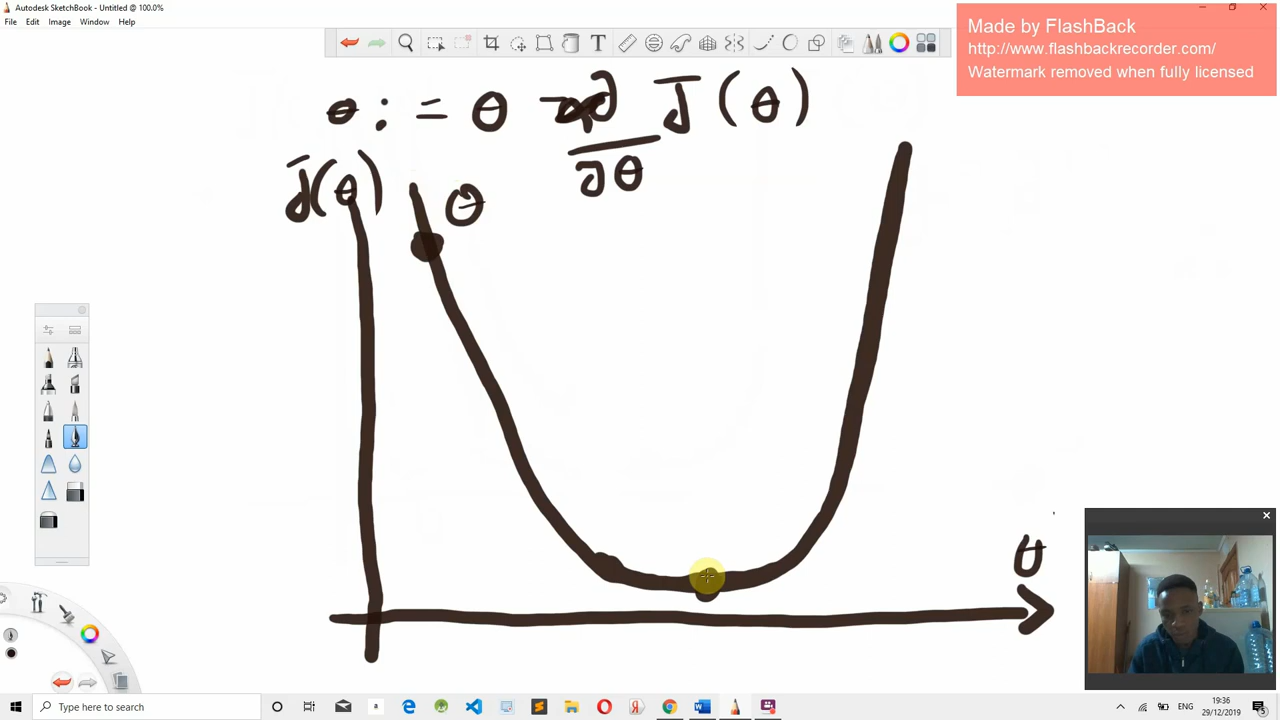 Autodesk SketchBook - Untitled @ 100.0%
File Edit Image Window Help
Made by FlashBack
http://www.flashbackrecorder.com/
Watermark removed when fully licensed
θ := θ - α ∂/∂θ J(θ)
J(θ)
θ
θ
Type here to search
ENG
19:36
29/12/2019